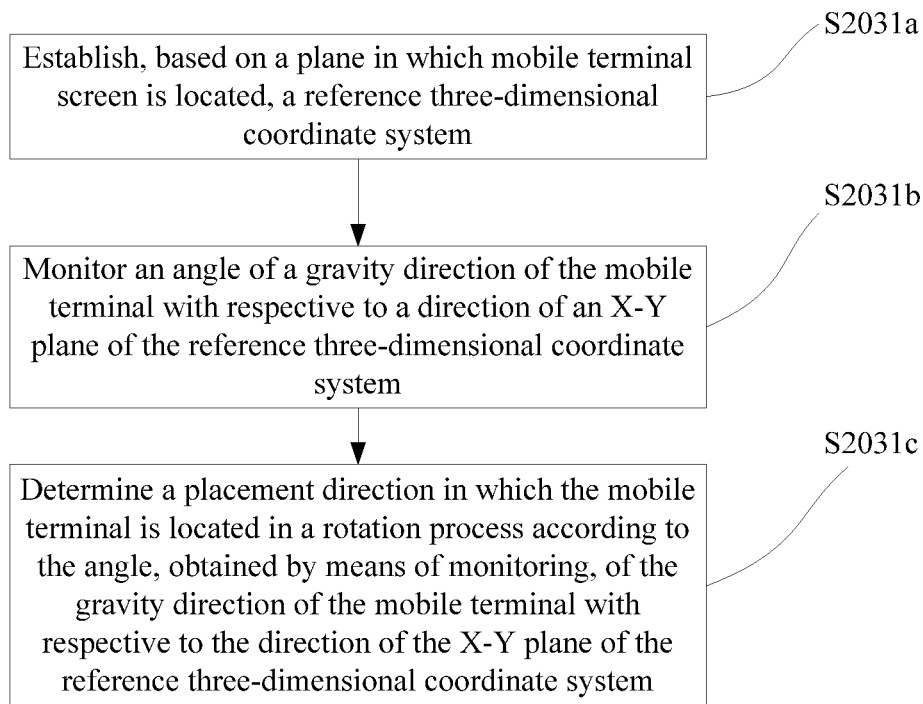 S2031a
Establish, based on a plane in which mobile terminal
screen is located, a reference three-dimensional
coordinate system
S2031b
Monitor an angle of a gravity direction of the mobile
terminal with respective to a direction of an X-Y
plane of the reference three-dimensional coordinate
system
S2031c
Determine a placement direction in which the mobile
terminal is located in a rotation process according to
the angle, obtained by means of monitoring, of the
gravity direction of the mobile terminal with
respective to the direction of the X-Y plane of the
reference three-dimensional coordinate system